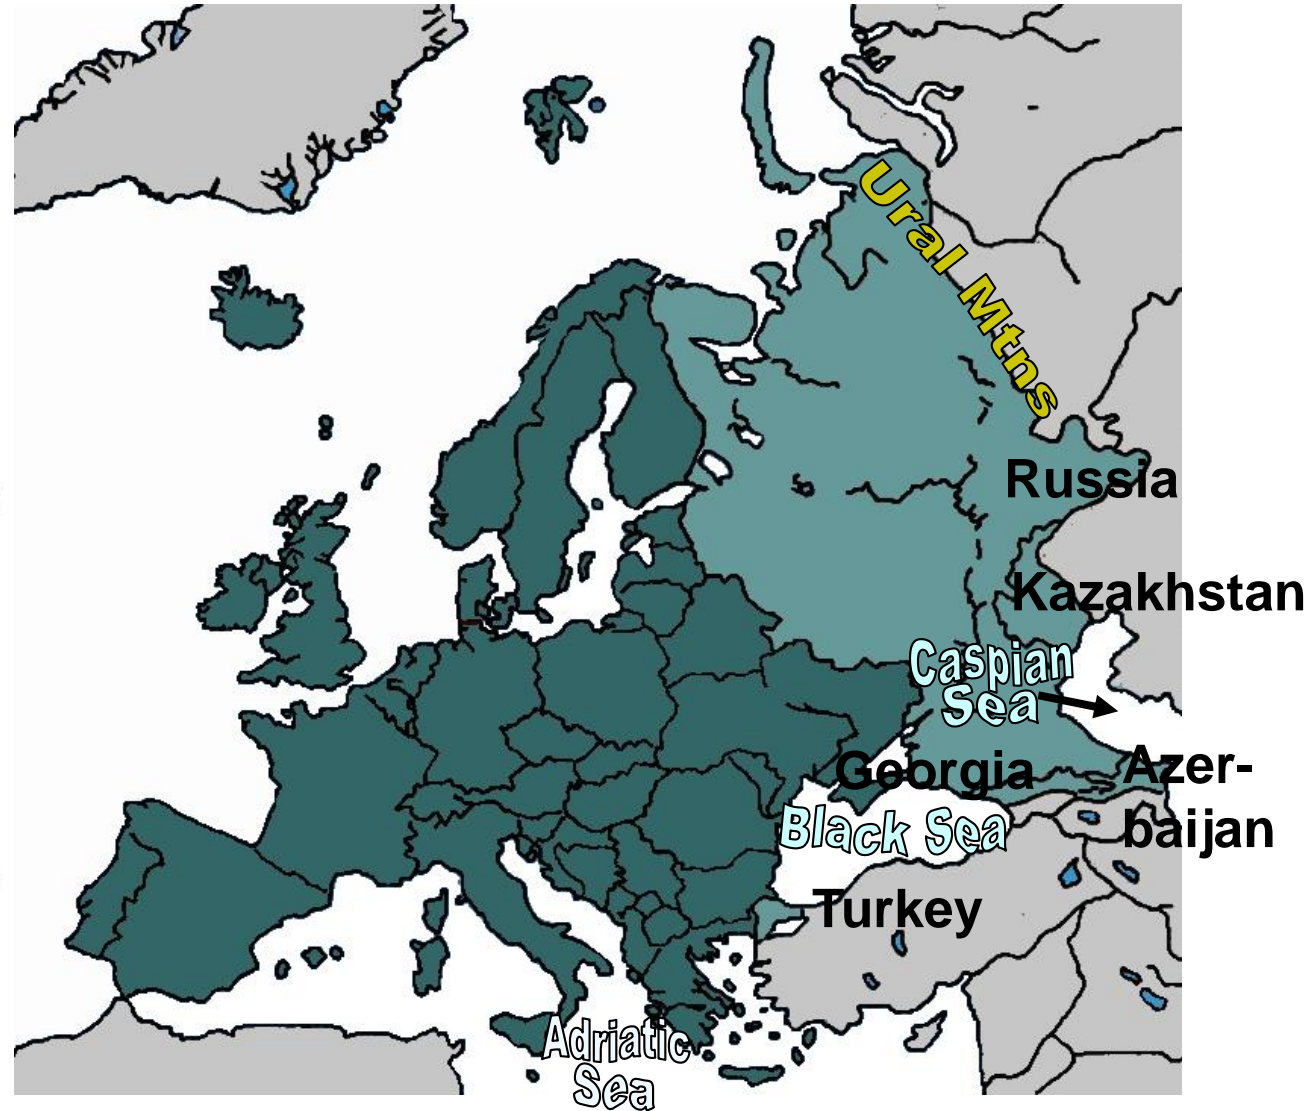 Ural Mtns
Russia
Kazakhstan
Caspian
Sea
Georgia
Azer-
baijan
Black Sea
Turkey
Adriatic
Sea